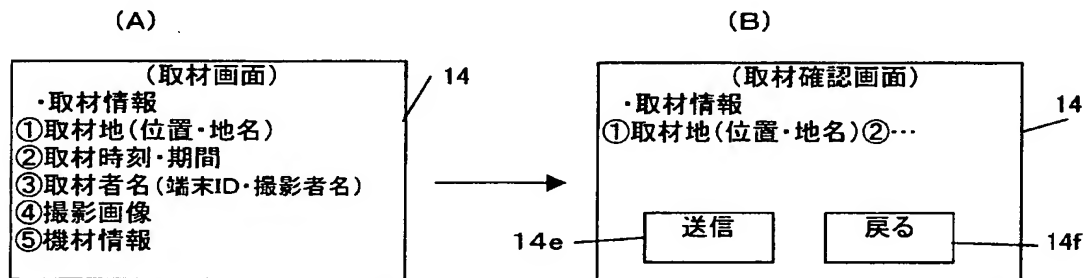 (A)
(取材画面)
・取材情報
①取材地(位置・地名)
②取材時刻・期間
③取材者名(端末ID・撮影者名)
④撮影画像
⑤機材情報
14
(B)
(取材確認画面)
・取材情報
①取材地(位置・地名)②…
14
送信
戻る
14e
14f